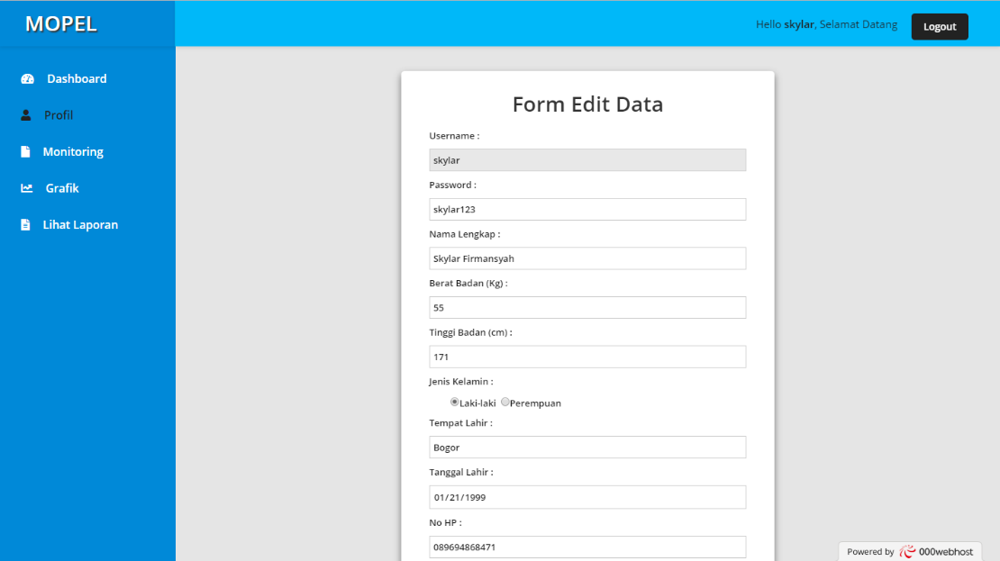 MOPEL
Hello skylar, Selamat Datang
Logout
Dashboard
Profil
Monitoring
Grafik
Lihat Laporan
Form Edit Data
Username :
skylar
Password :
skylar123
Nama Lengkap :
Skylar Firmansyah
Berat Badan (Kg) :
55
Tinggi Badan (cm) :
171
Jenis Kelamin :
Laki-laki Perempuan
Tempat Lahir :
Bogor
Tanggal Lahir :
01/21/1999
No HP :
089694868471
Powered by 000webhost